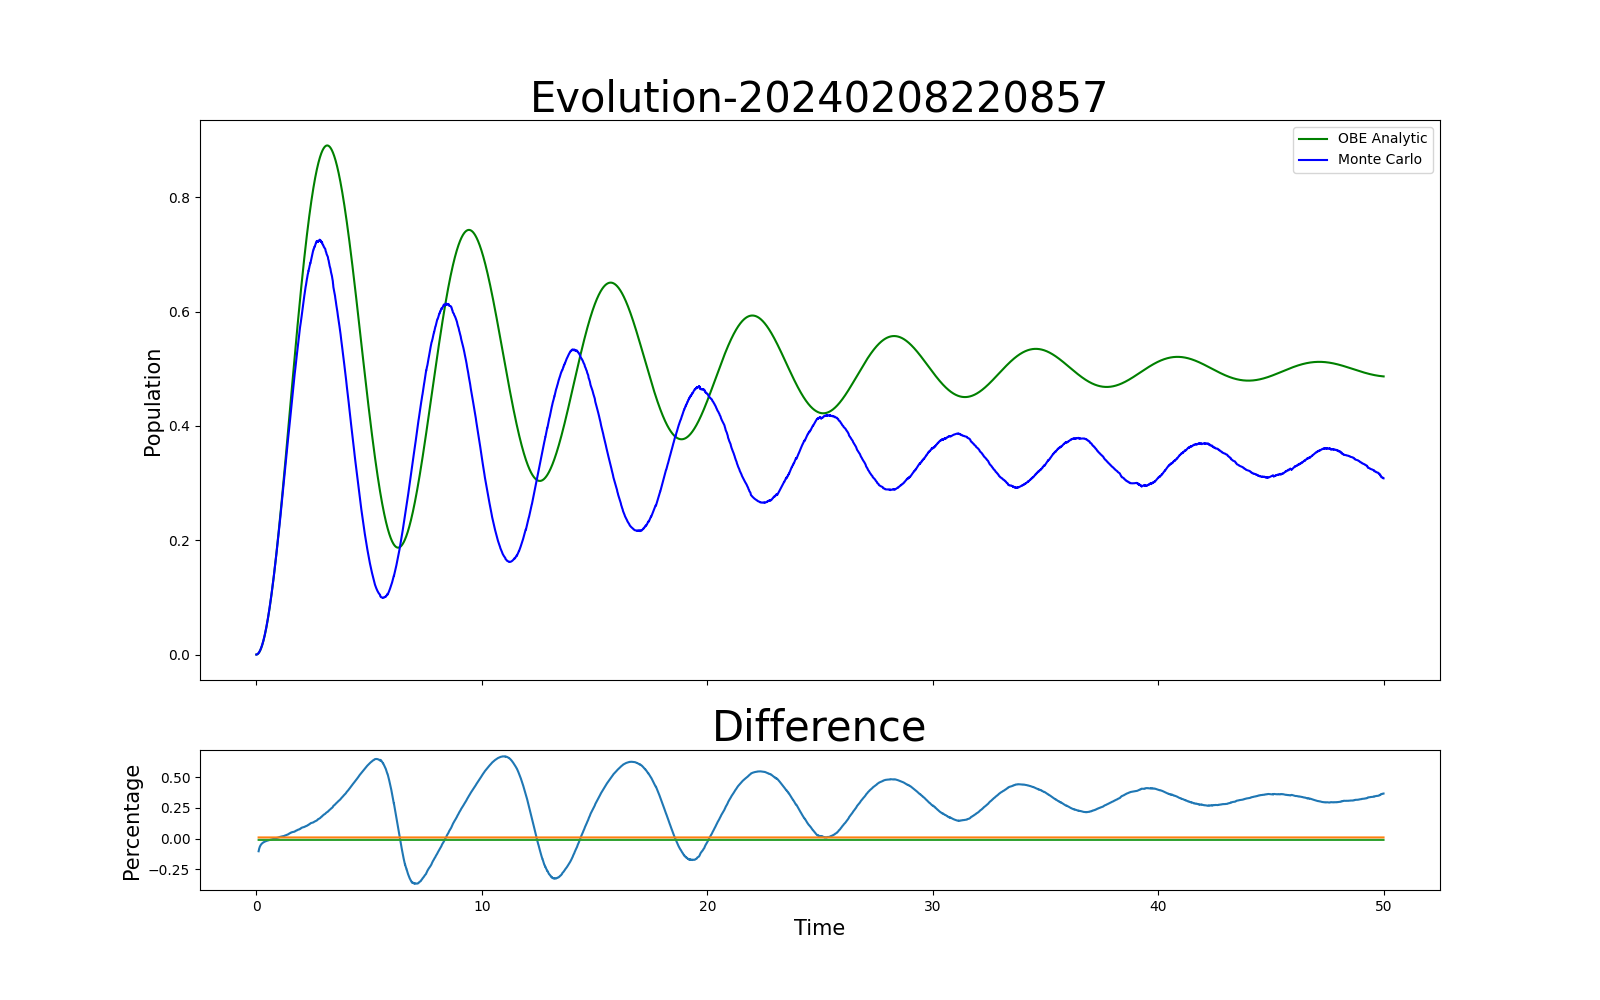 Evolution-20240208220857
OBE Analytic
Monte Carlo
Population
0.8
0.6
0.4
0.2
0.0
Difference
Percentage
0.50
0.25
0.00
−0.25
0 10 20 30 40 50
Time